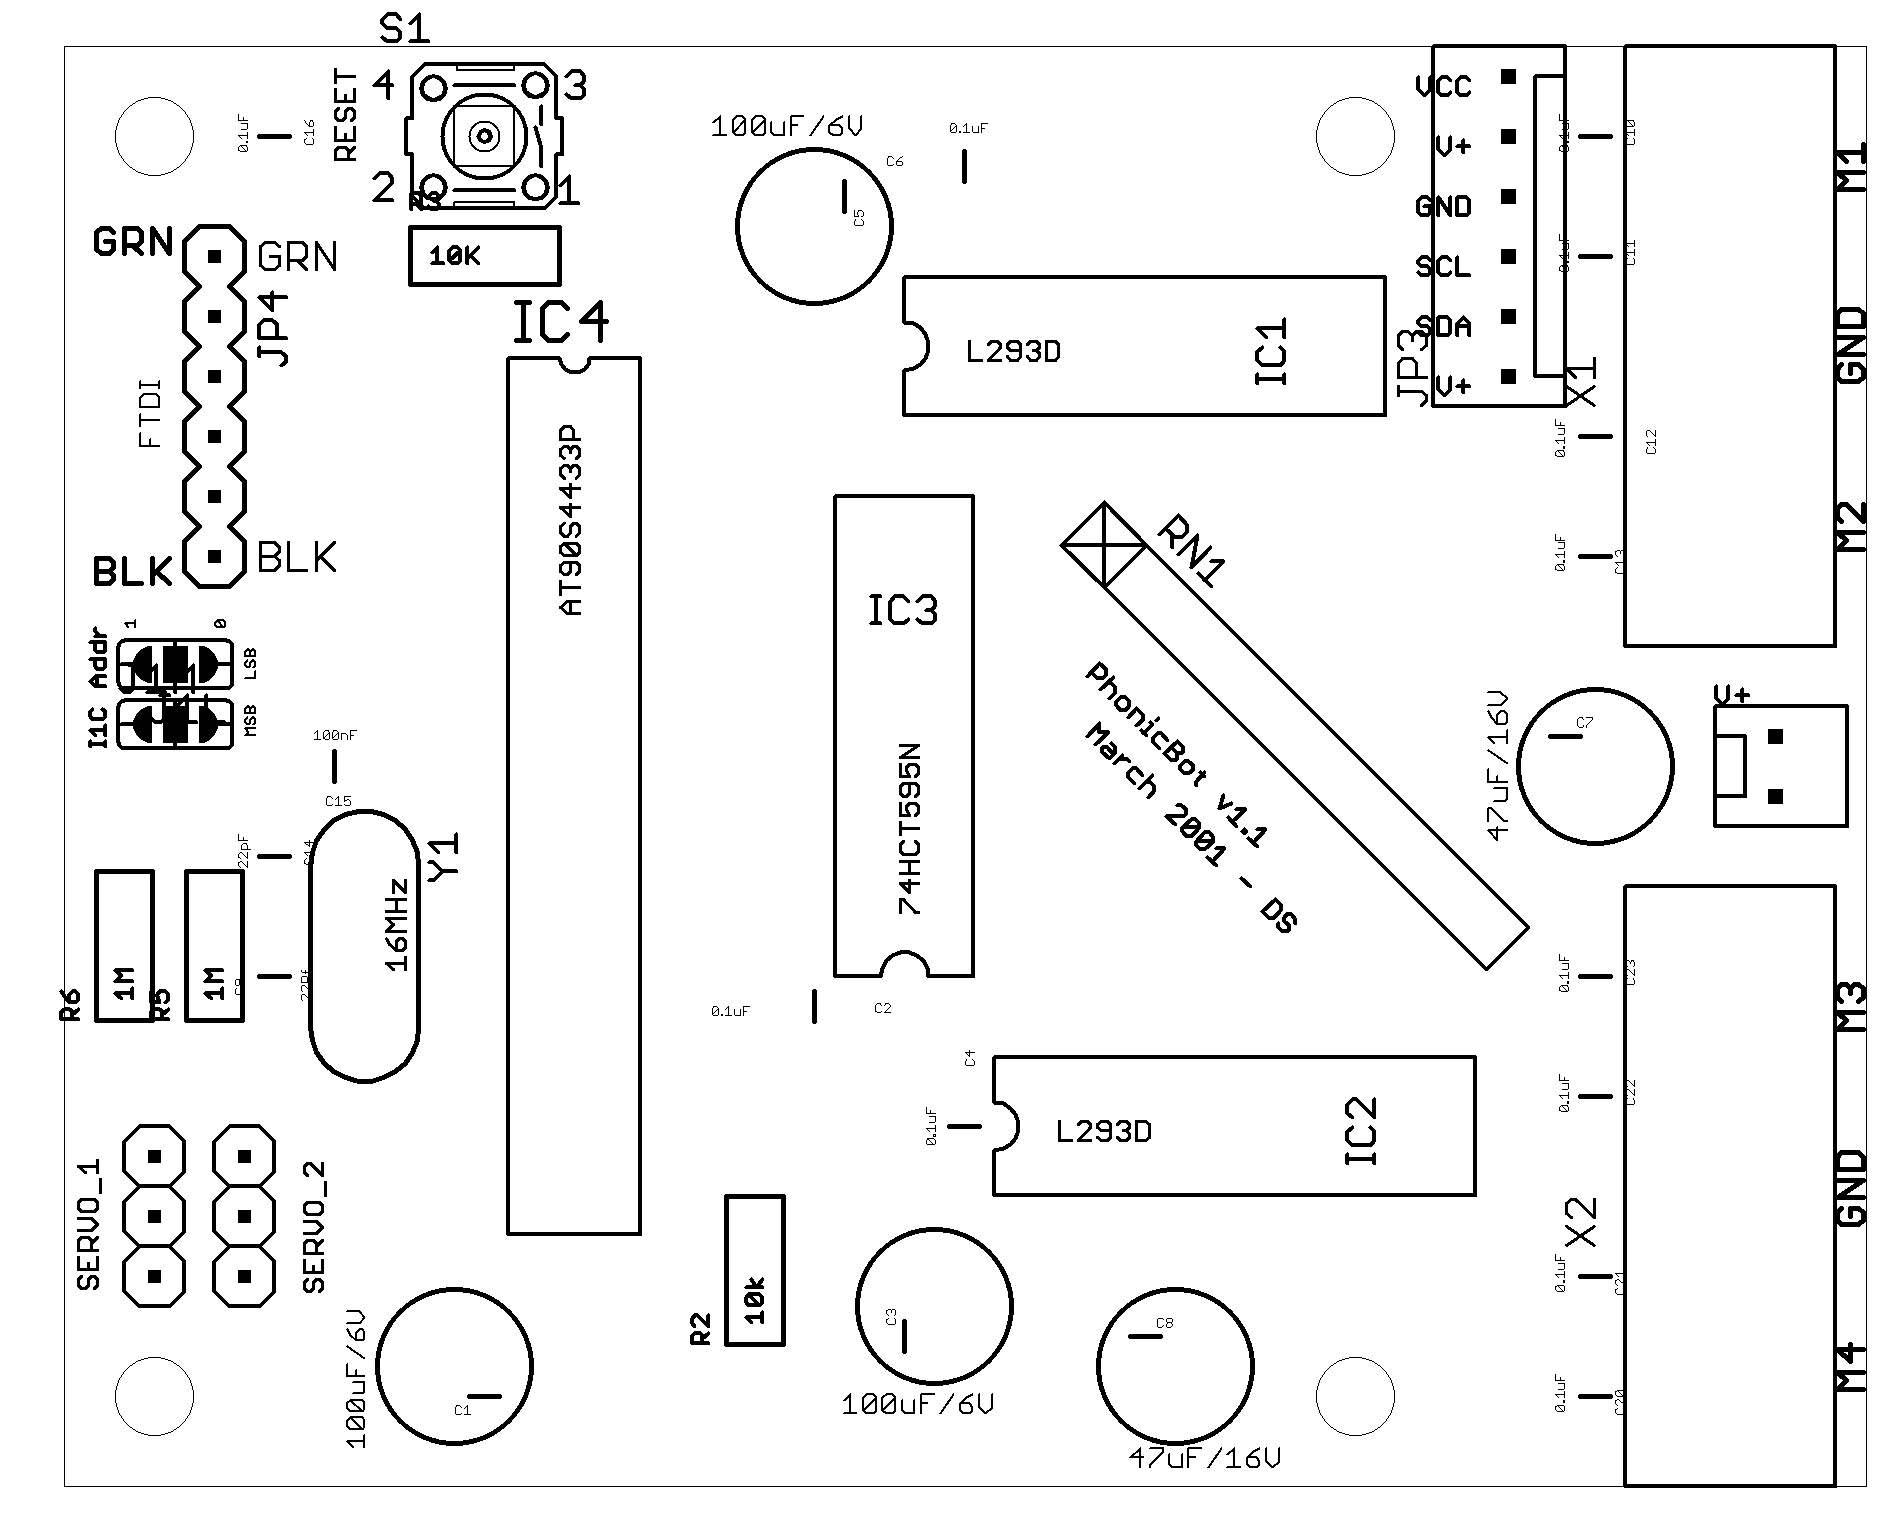 S1
RESET
4
3
2
1
10K
0.1uF
C16
GRN
GRN
JP4
FTDI
BLK
BLK
IC4
AT90S4433P
100uF/6V
C6
0.1uF
C5
L293D
IC1
VCC
V+
GND
SCL
SDA
V+
JP3
X1
0.1uF
C10
0.1uF
C11
0.1uF
C12
0.1uF
C13
M1
GND
M2
I1C Addr
1
0
LSB
MSB
100nF
C15
22pF
C14
Y1
16MHz
R6
1M
R5
1M
C9
IC3
74HCT595N
RN1
PhonicBot v1.1
March 2001 - DS
47uF/16V
C7
V+
0.1uF
C2
C4
0.1uF
L293D
IC2
0.1uF
C23
0.1uF
C22
X2
0.1uF
C21
0.1uF
C20
M3
GND
M4
SERVO_1
SERVO_2
100uF/6V
C1
R2
10k
C3
100uF/6V
C8
47uF/16V